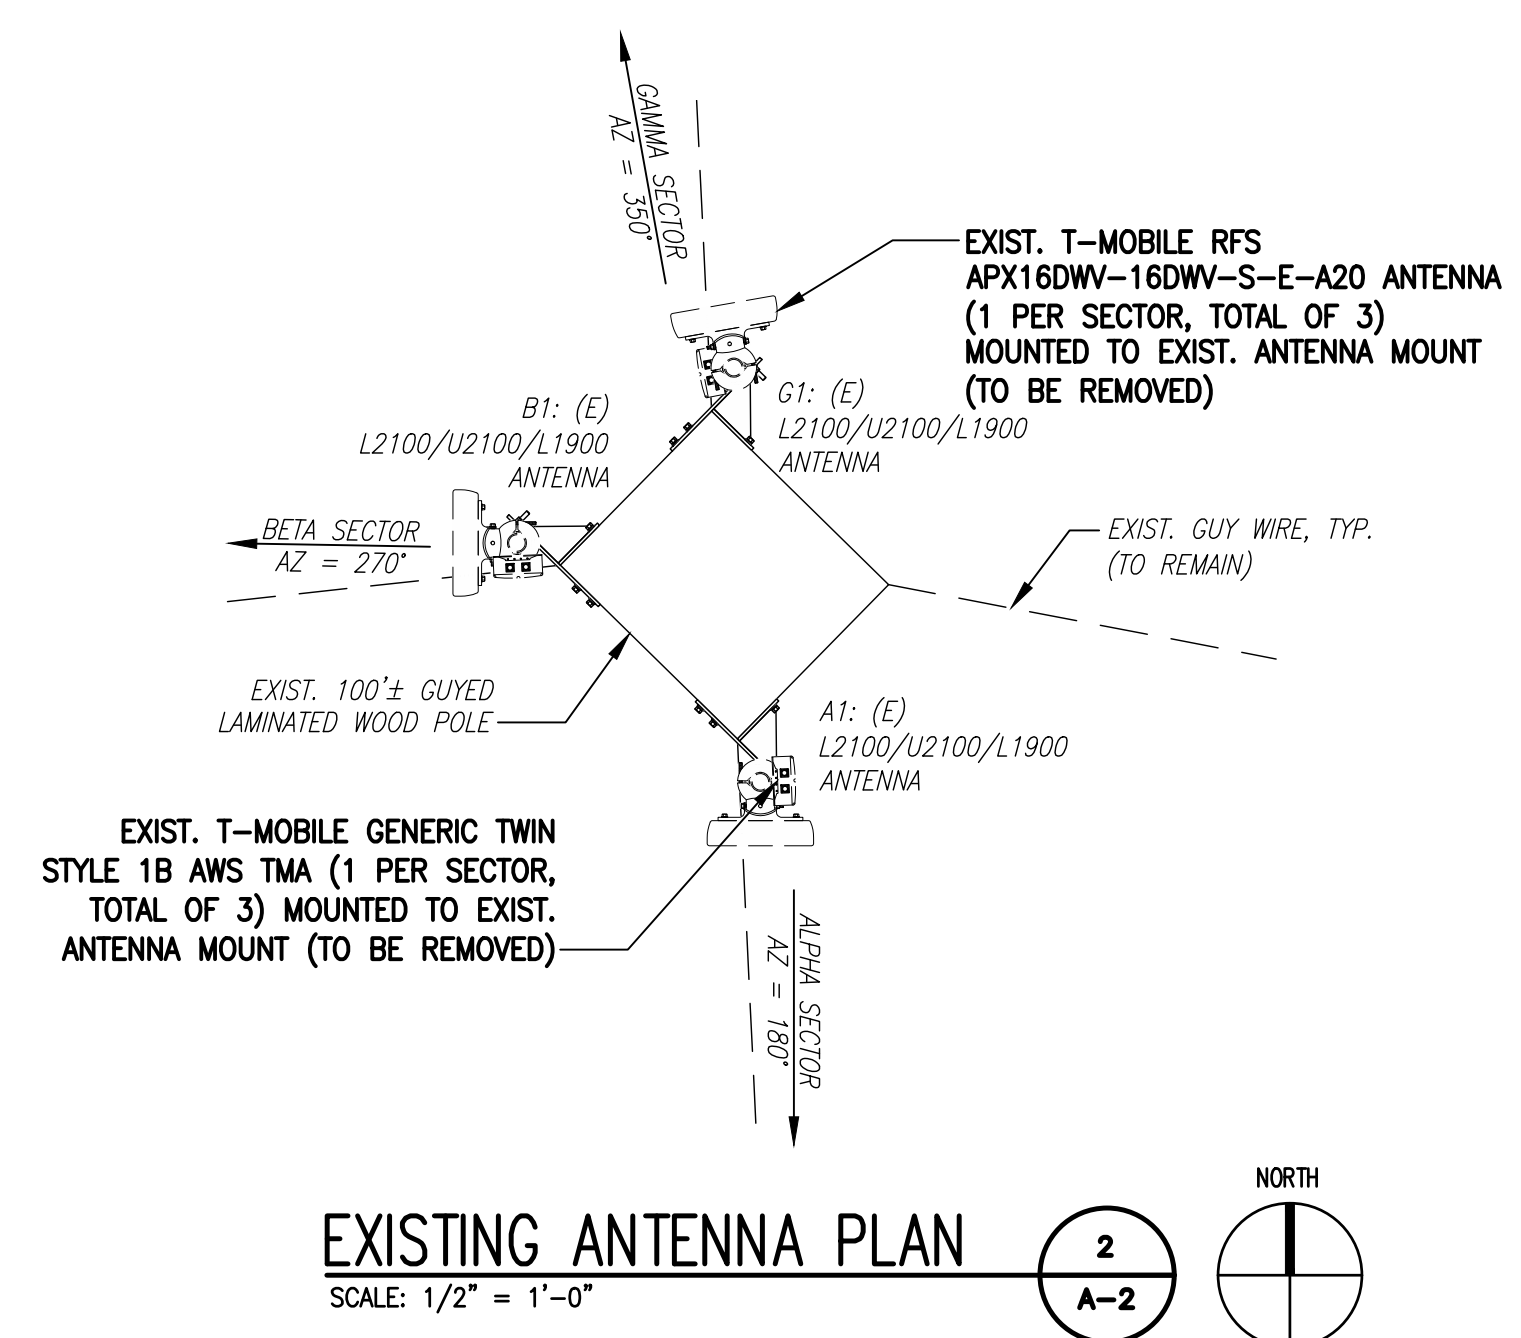 GAMMA SECTOR
AZ = 350°
EXIST. T-MOBILE RFS
APX16DWV-16DWV-S-E-A20 ANTENNA
(1 PER SECTOR, TOTAL OF 3)
MOUNTED TO EXIST. ANTENNA MOUNT
(TO BE REMOVED)
B1: (E)
L2100/U2100/L1900
ANTENNA
G1: (E)
L2100/U2100/L1900
ANTENNA
BETA SECTOR
AZ = 270°
EXIST. GUY WIRE, TYP.
(TO REMAIN)
EXIST. 100'± GUYED
LAMINATED WOOD POLE
A1: (E)
L2100/U2100/L1900
ANTENNA
EXIST. T-MOBILE GENERIC TWIN
STYLE 1B AWS TMA (1 PER SECTOR,
TOTAL OF 3) MOUNTED TO EXIST.
ANTENNA MOUNT (TO BE REMOVED)
ALPHA SECTOR
AZ = 180°
EXISTING ANTENNA PLAN
SCALE: 1/2" = 1'-0"
2
A-2
NORTH